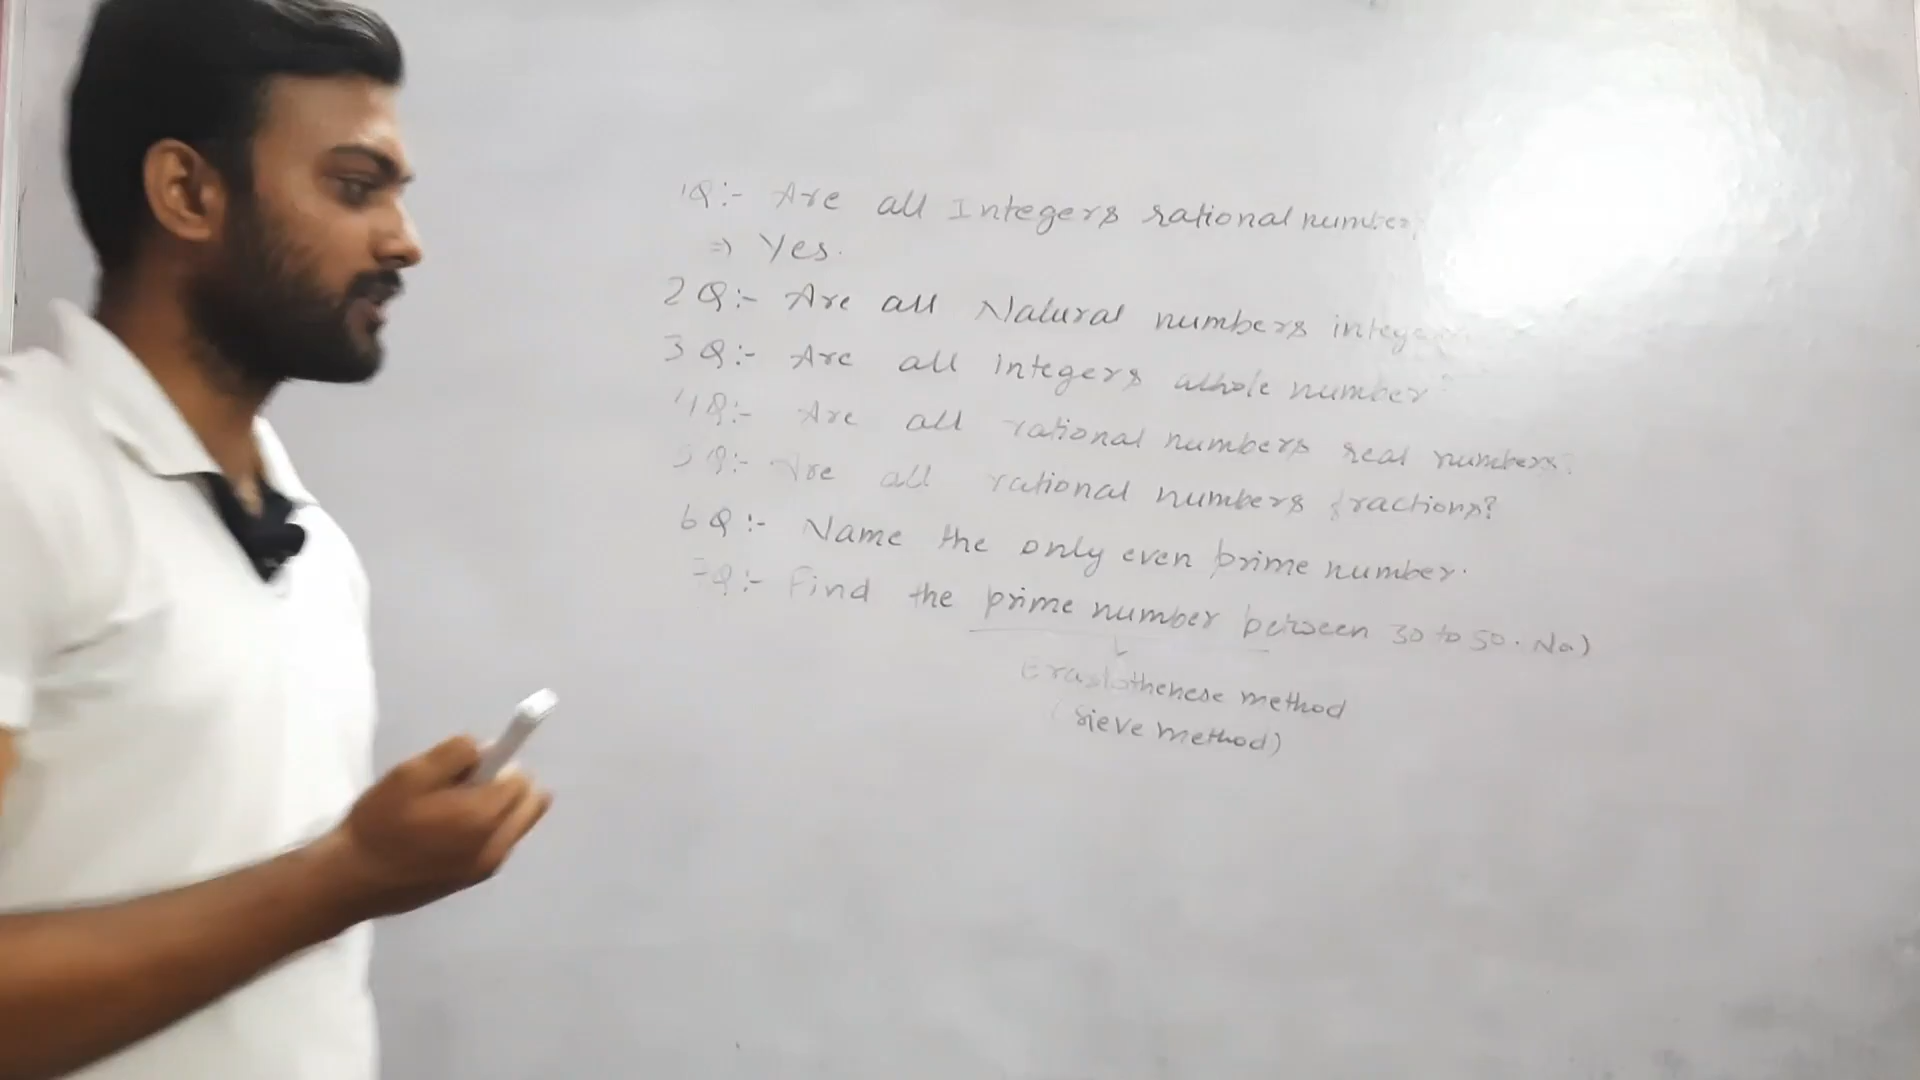 1Q:- Are all Integers rational number
⇒ Yes.
2Q:- Are all Natural numbers
3Q:- Are all integers whole number
4Q:- Are all rational numbers real numbers?
5Q:- Are all rational numbers fractions?
6Q:- Name the only even prime number.
7Q:- Find the prime number between 30 to 50.
method
(sieve method)